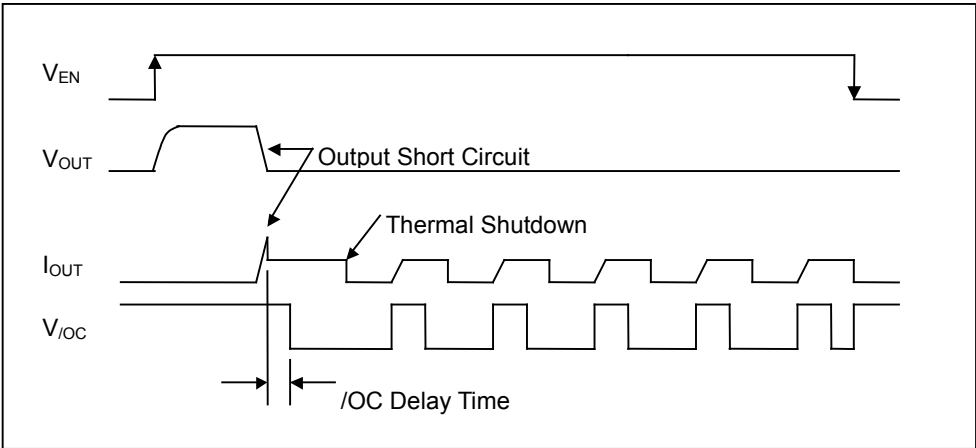 VEN
VOUT
Output Short Circuit
Thermal Shutdown
IOUT
V/OC
/OC Delay Time